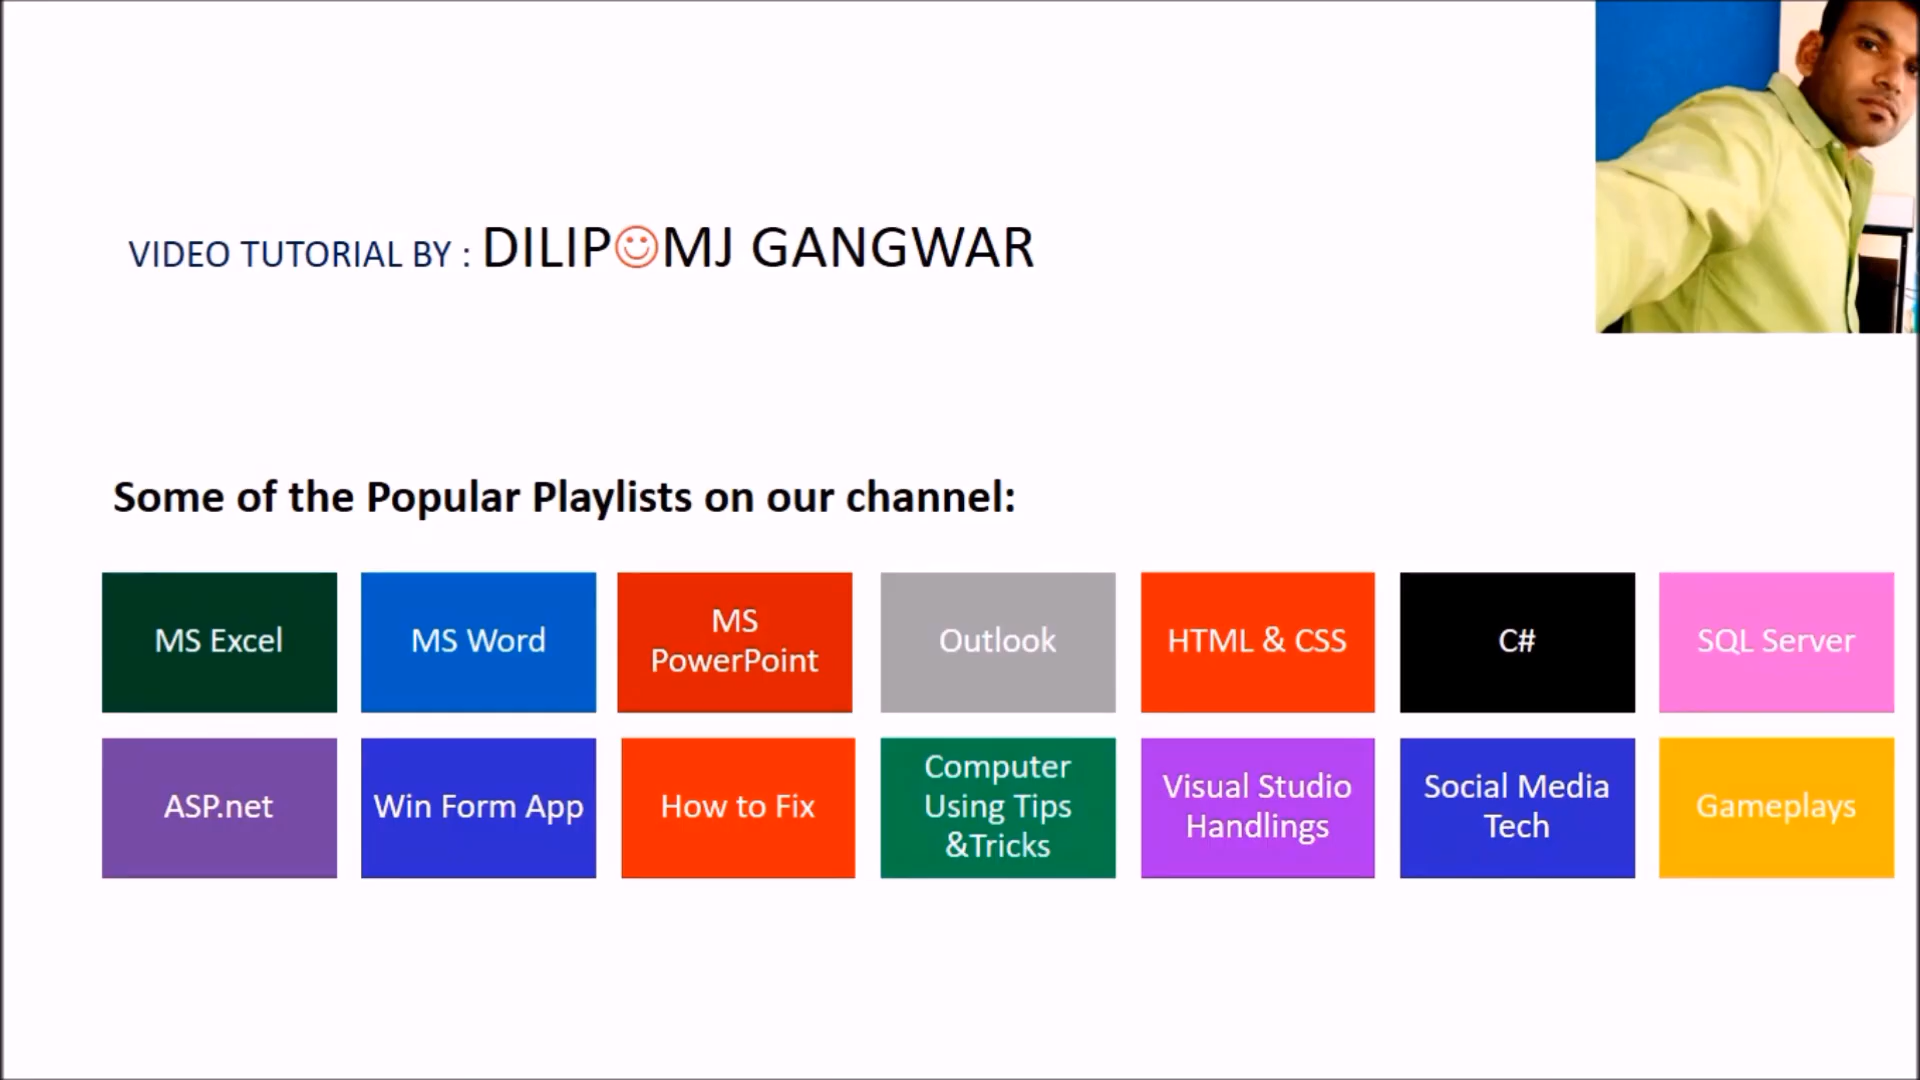 VIDEO TUTORIAL BY : DILIP☺MJ GANGWAR
Some of the Popular Playlists on our channel:
MS Excel
MS Word
MS
PowerPoint
Outlook
HTML & CSS
C#
SQL Server
ASP.net
Win Form App
How to Fix
Computer
Using Tips
&Tricks
Visual Studio
Handlings
Social Media
Tech
Gameplays